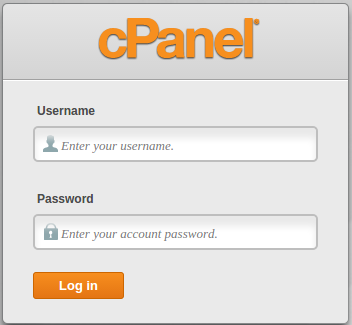 cPanel®
Username
Enter your username.
Password
Enter your account password.
Log in